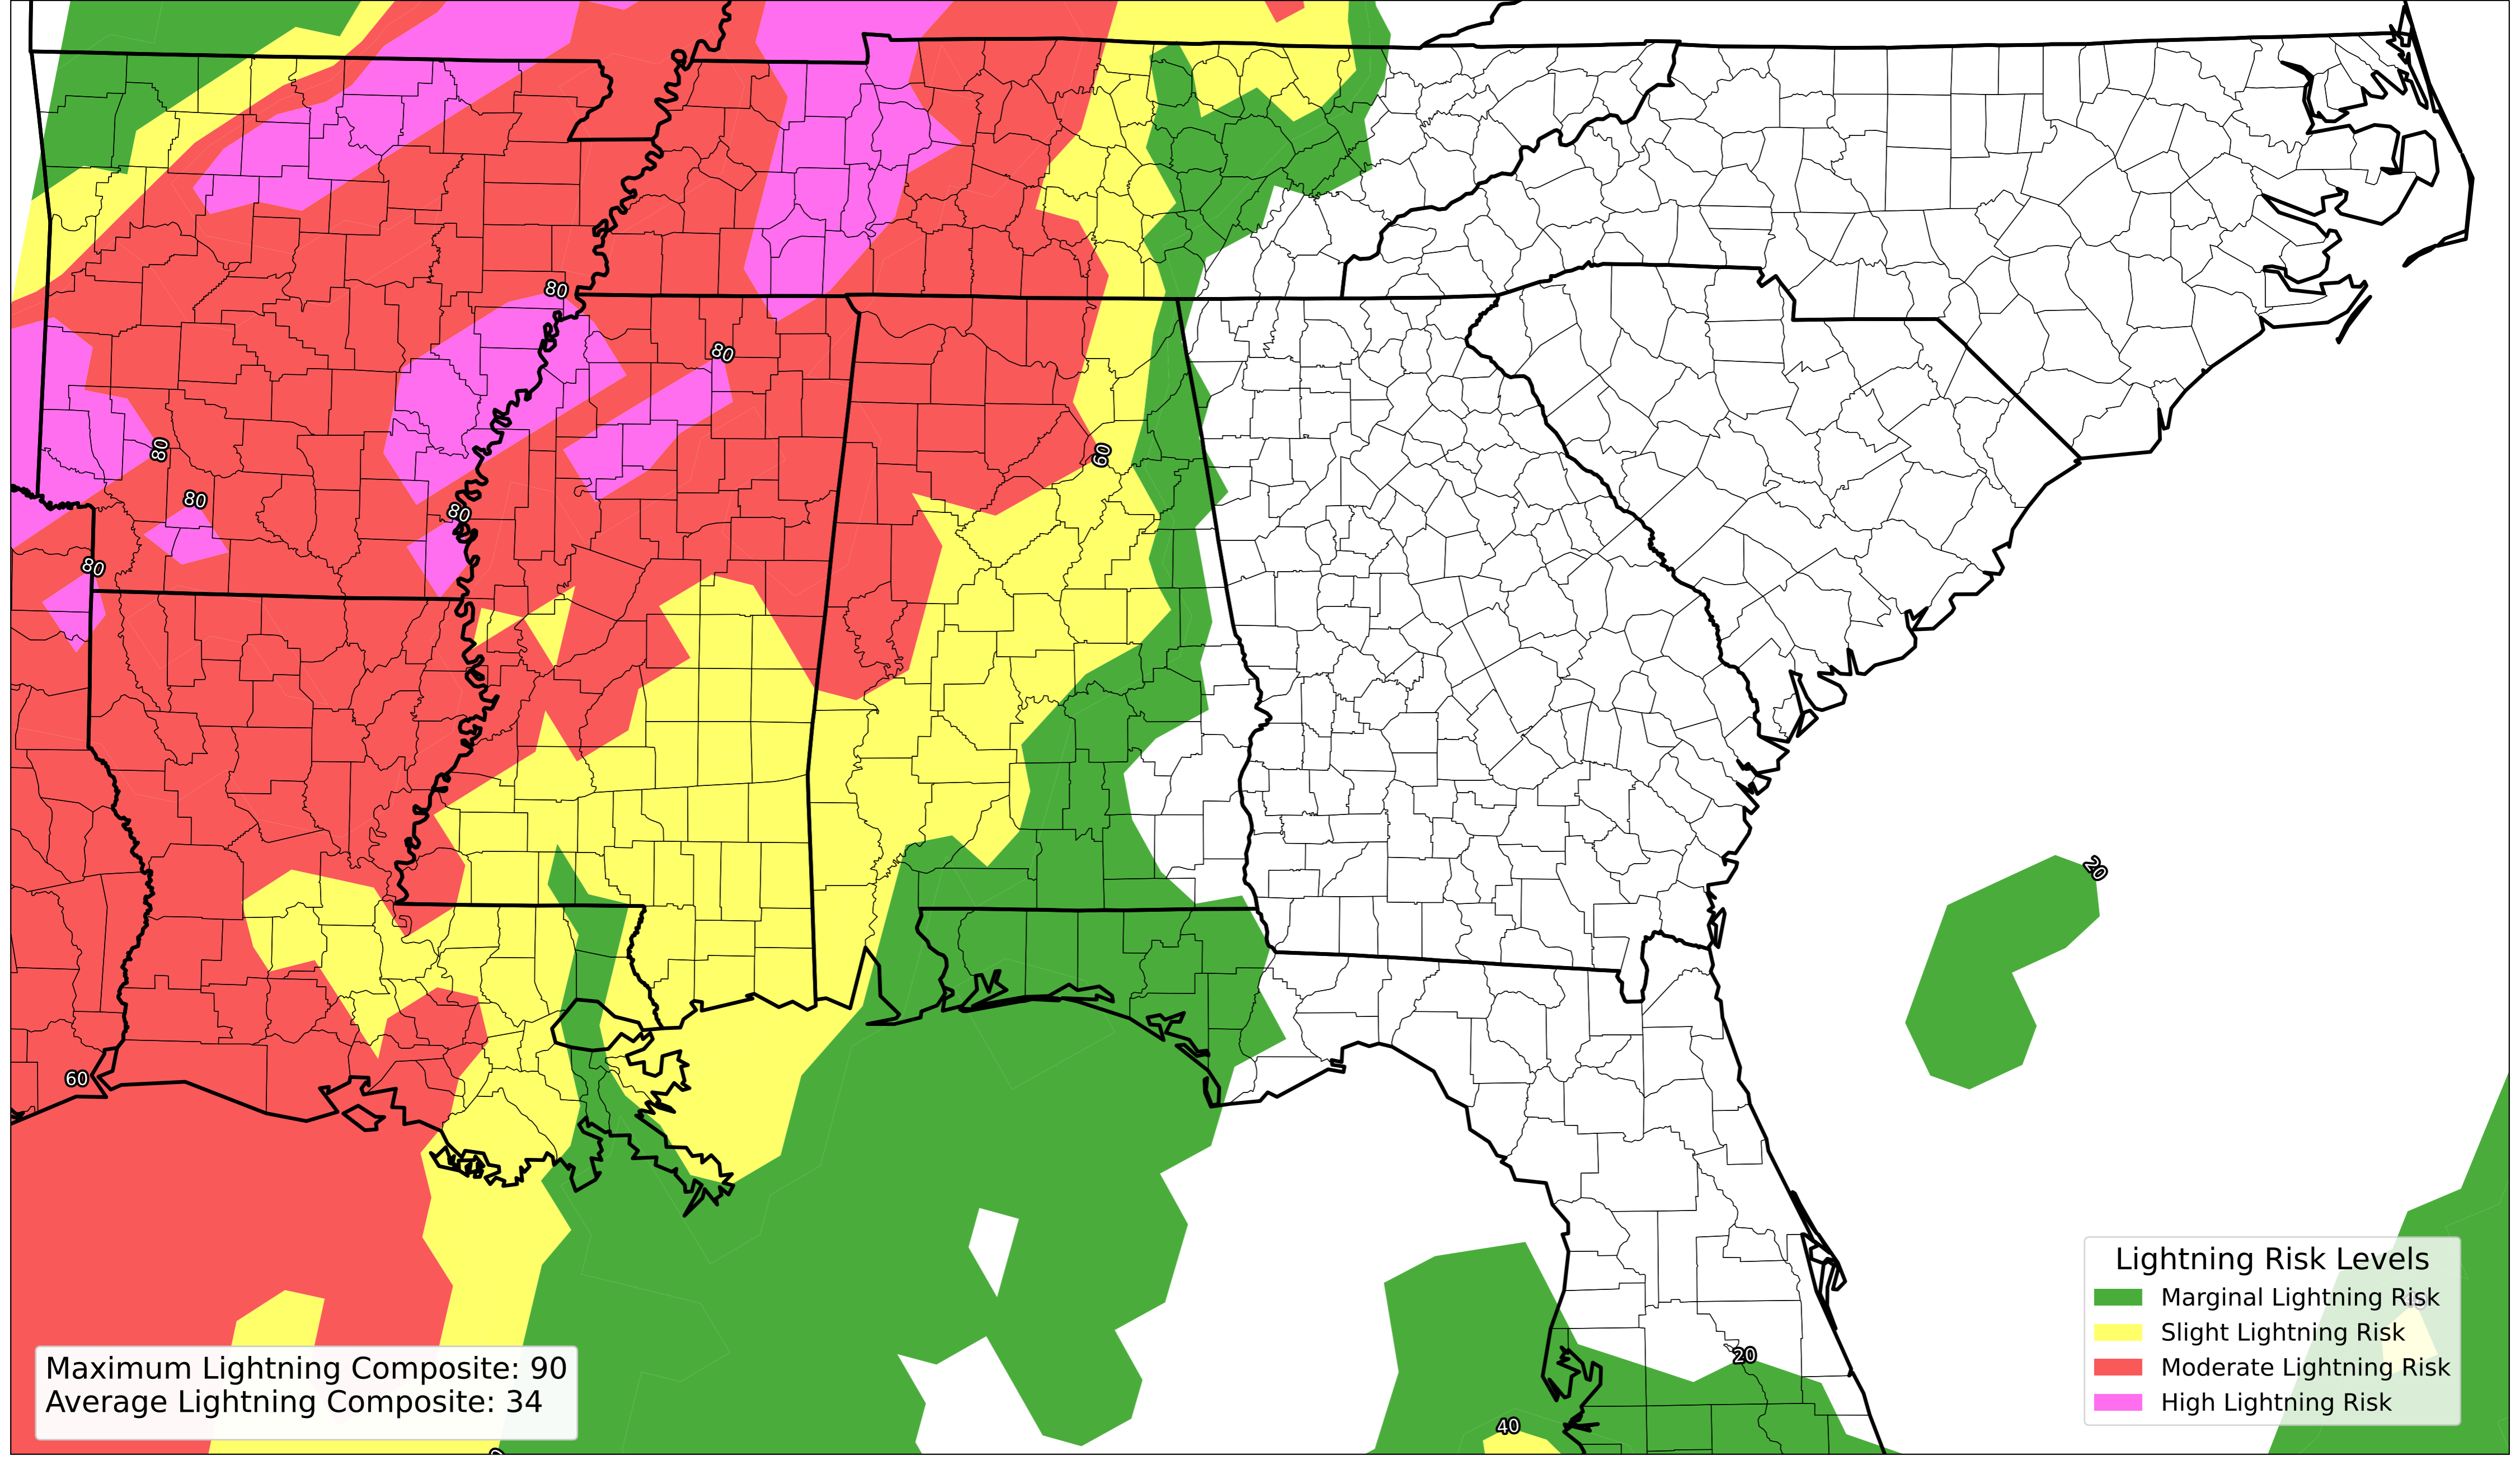 80
80
80
60
80
80
80
20
60
20
40
Maximum Lightning Composite: 90
Average Lightning Composite: 34
Lightning Risk Levels
Marginal Lightning Risk
Slight Lightning Risk
Moderate Lightning Risk
High Lightning Risk